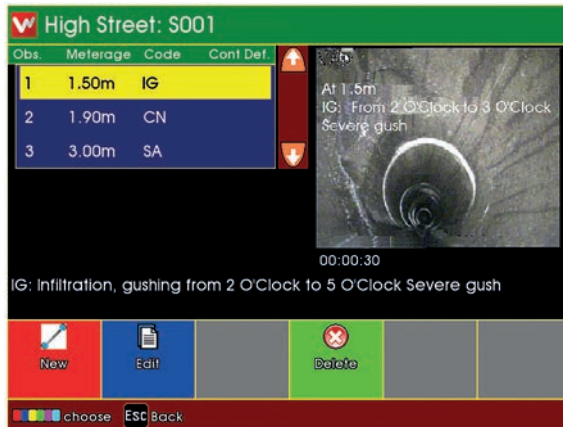 High Street: S001
Obs. Meterage Code Cont Def.
1 1.50m IG
2 1.90m CN
3 3.00m SA
At 1.5m
IG: From 2 O'Clock to 3 O'Clock
Severe gush
00:00:30
IG: Infiltration, gushing from 2 O'Clock to 5 O'Clock Severe gush
New Edit Delete
choose Esc Back